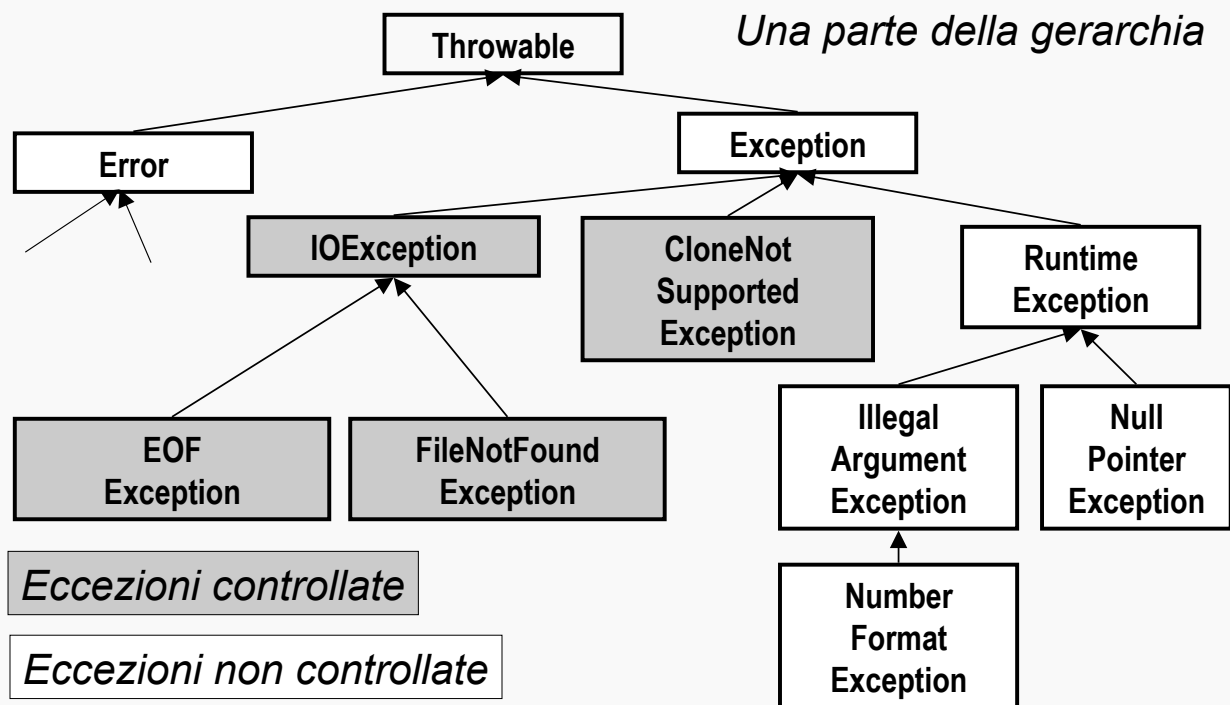 Una parte della gerarchia
Throwable
Error
Exception
IOException
CloneNot
Supported
Exception
Runtime
Exception
EOF
Exception
FileNotFound
Exception
Illegal
Argument
Exception
Null
Pointer
Exception
Eccezioni controllate
Eccezioni non controllate
Number
Format
Exception